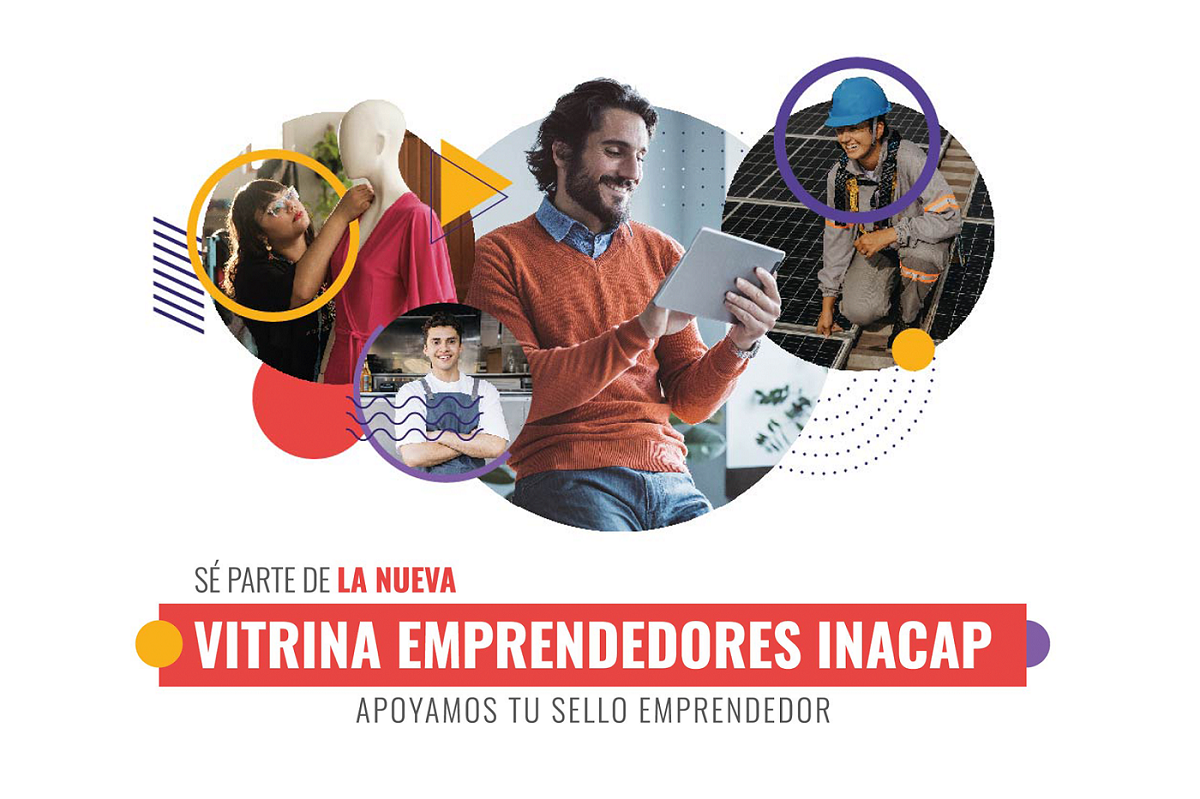 SÉ PARTE DE LA NUEVA
VITRINA EMPRENDEDORES INACAP
APOYAMOS TU SELLO EMPRENDEDOR